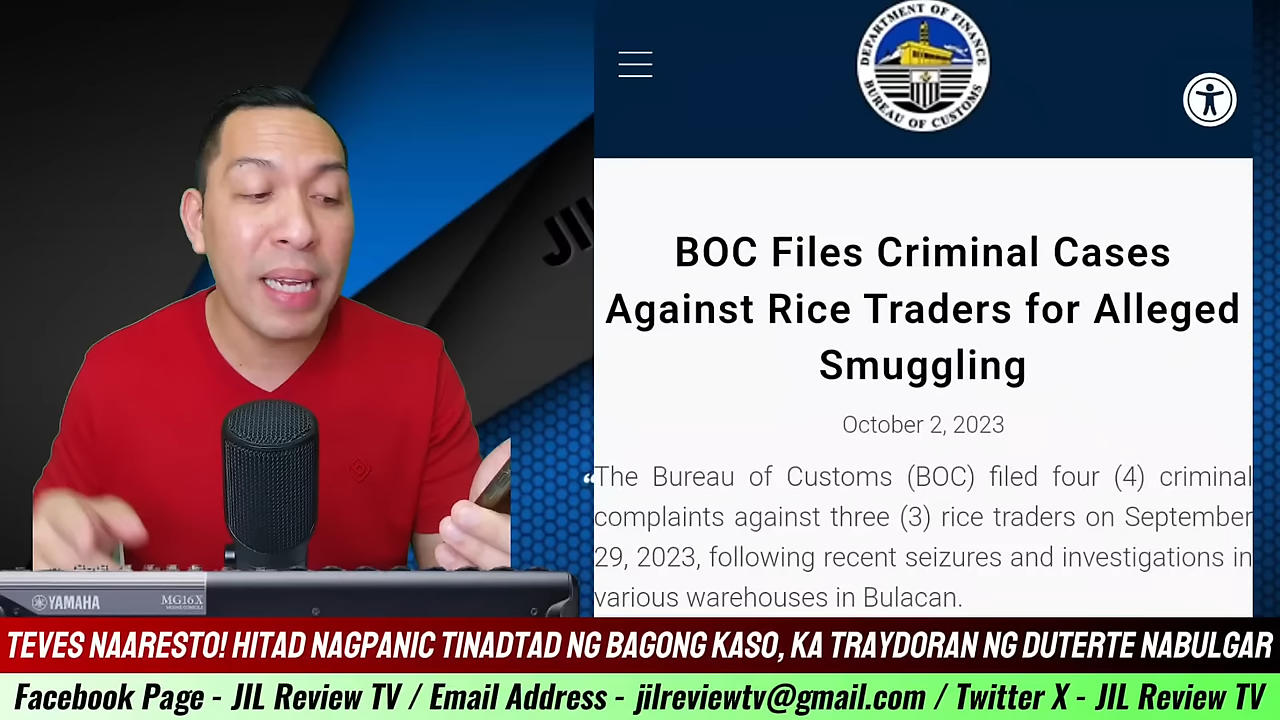 DEPARTMENT OF FINANCE
BUREAU OF CUSTOMS
JIL
BOC Files Criminal Cases
Against Rice Traders for Alleged
Smuggling
October 2, 2023
“The Bureau of Customs (BOC) filed four (4) criminal
complaints against three (3) rice traders on September
29, 2023, following recent seizures and investigations in
various warehouses in Bulacan.
YAMAHA
MG16X
TEVES NAARESTO! HITAD NAGPANIC TINADTAD NG BAGONG KASO, KA TRAYDORAN NG DUTERTE NABULGAR
Facebook Page - JIL Review TV / Email Address - jilreviewtv@gmail.com / Twitter X - JIL Review TV